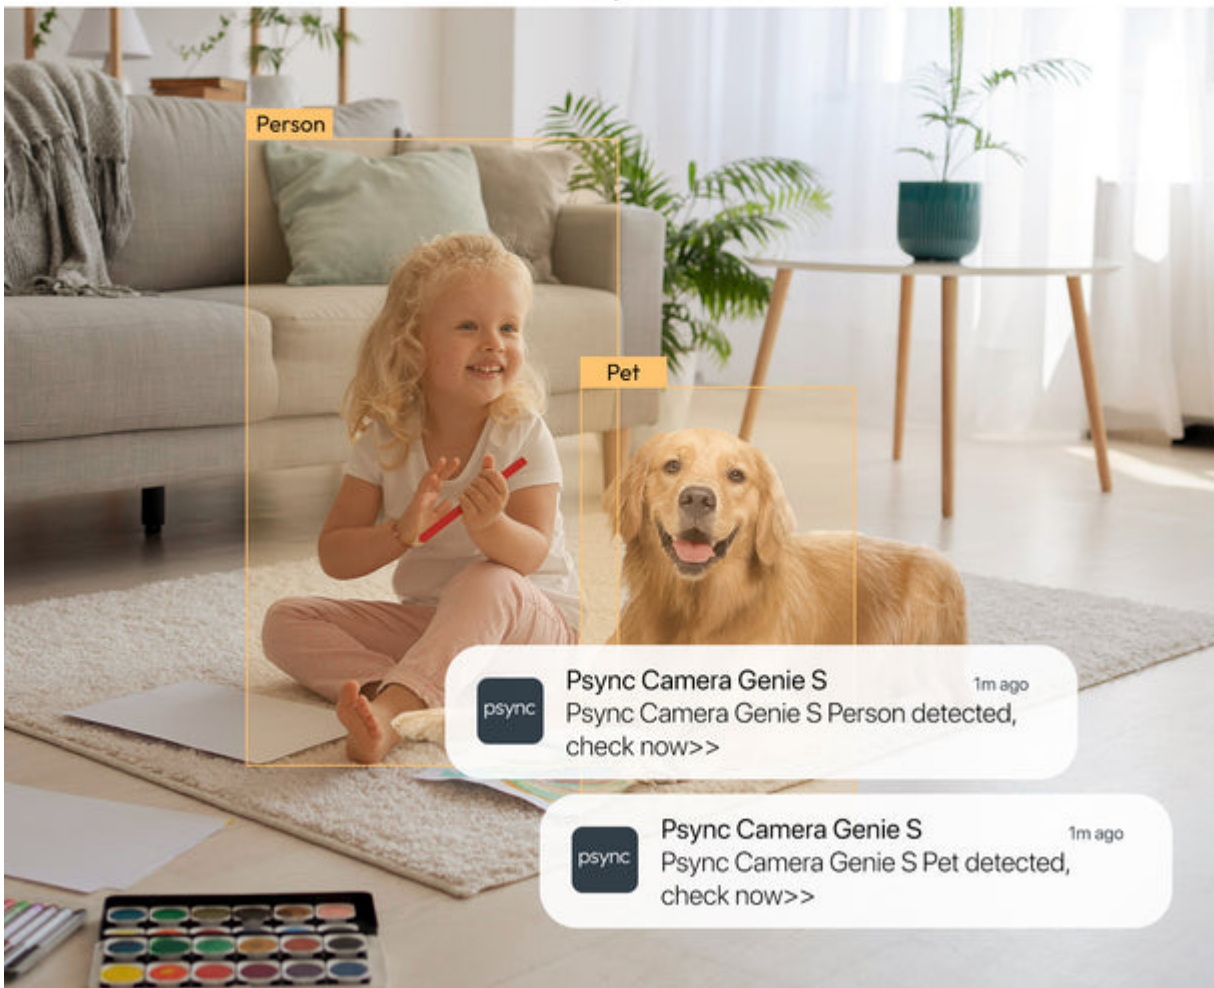 Person
Pet
psync
Psync Camera Genie S
1m ago
Psync Camera Genie S Person detected,
check now>>
psync
Psync Camera Genie S
1m ago
Psync Camera Genie S Pet detected,
check now>>